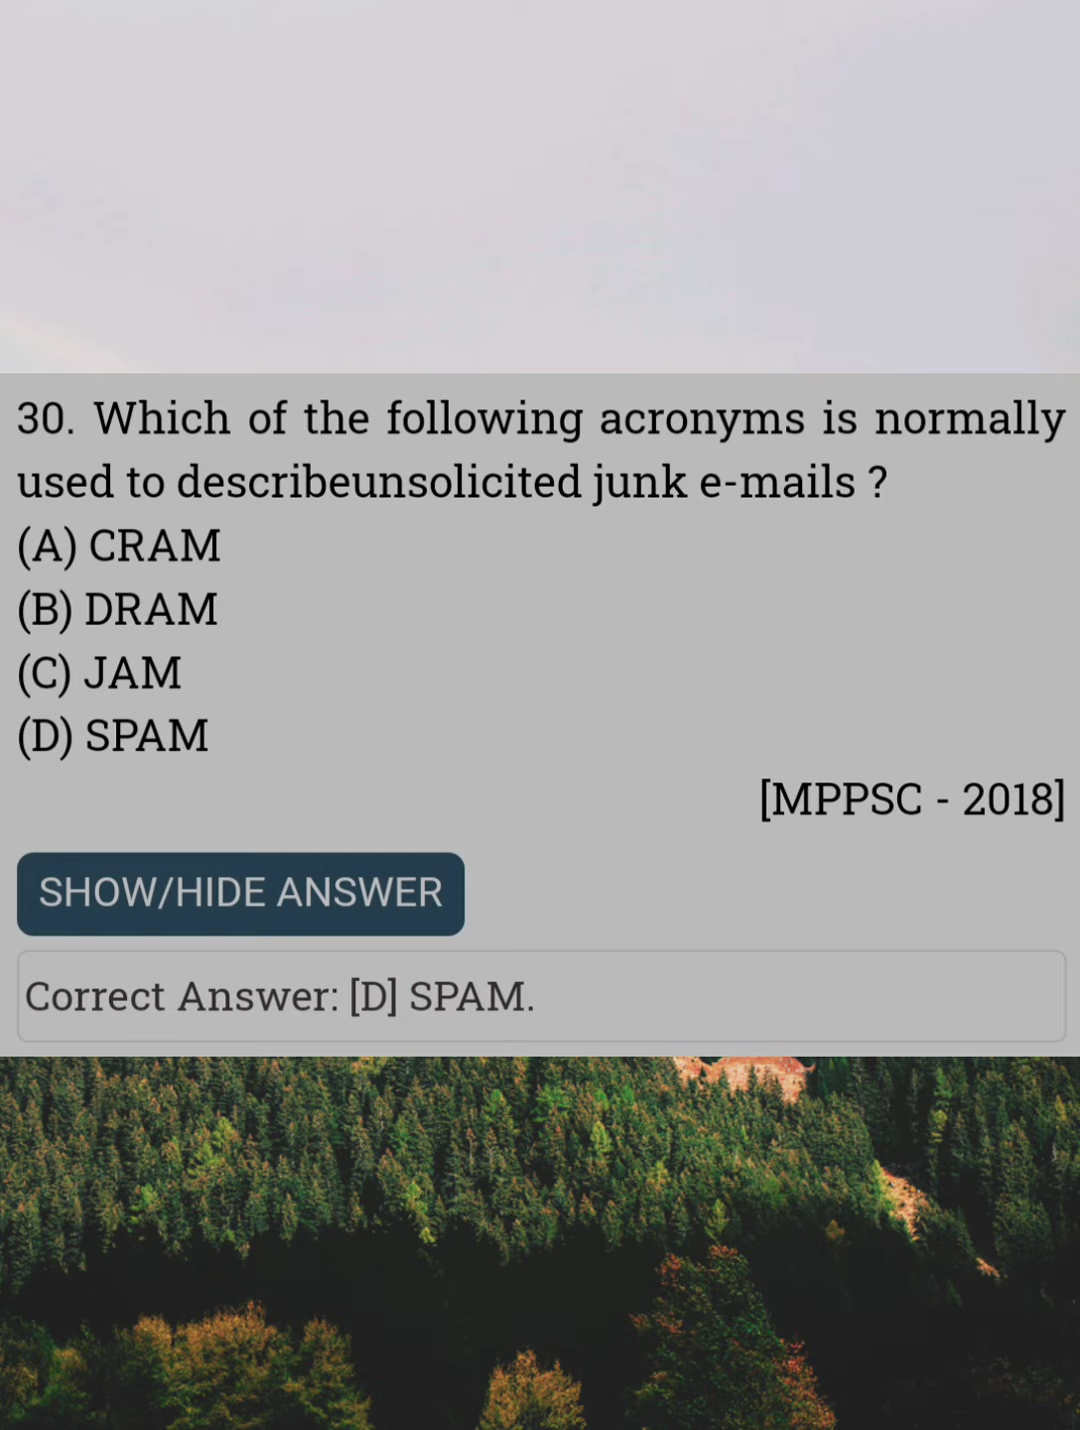 30. Which of the following acronyms is normally
used to describeunsolicited junk e-mails ?
(A) CRAM
(B) DRAM
(C) JAM
(D) SPAM
[MPPSC - 2018]
SHOW/HIDE ANSWER
Correct Answer: [D] SPAM.